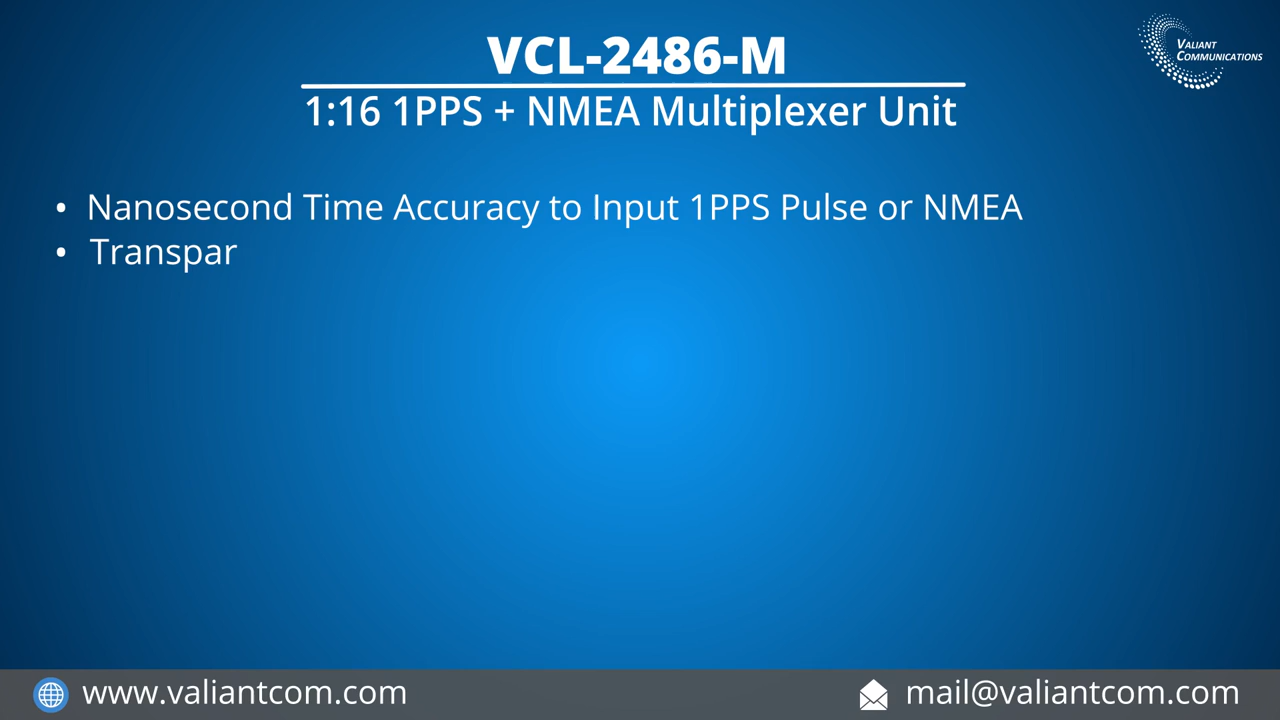 VCL-2486-M
VALIANT
COMMUNICATIONS
1:16 1PPS + NMEA Multiplexer Unit
• Nanosecond Time Accuracy to Input 1PPS Pulse or NMEA
• Transpar
www.valiantcom.com
mail@valiantcom.com